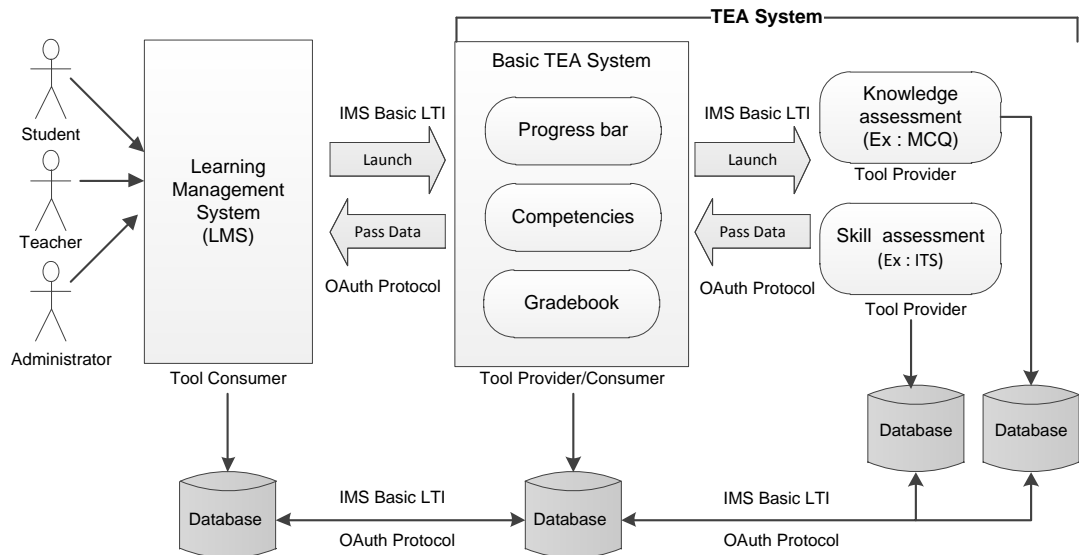 TEA System
Student
Teacher
Administrator
Learning
Management
System
(LMS)
Tool Consumer
IMS Basic LTI
Launch
Pass Data
OAuth Protocol
Basic TEA System
Progress bar
Competencies
Gradebook
Tool Provider/Consumer
IMS Basic LTI
Launch
Pass Data
OAuth Protocol
Knowledge
assessment
(Ex : MCQ)
Tool Provider
Skill assessment
(Ex : ITS)
Tool Provider
Database
Database
Database
IMS Basic LTI
OAuth Protocol
Database
IMS Basic LTI
OAuth Protocol